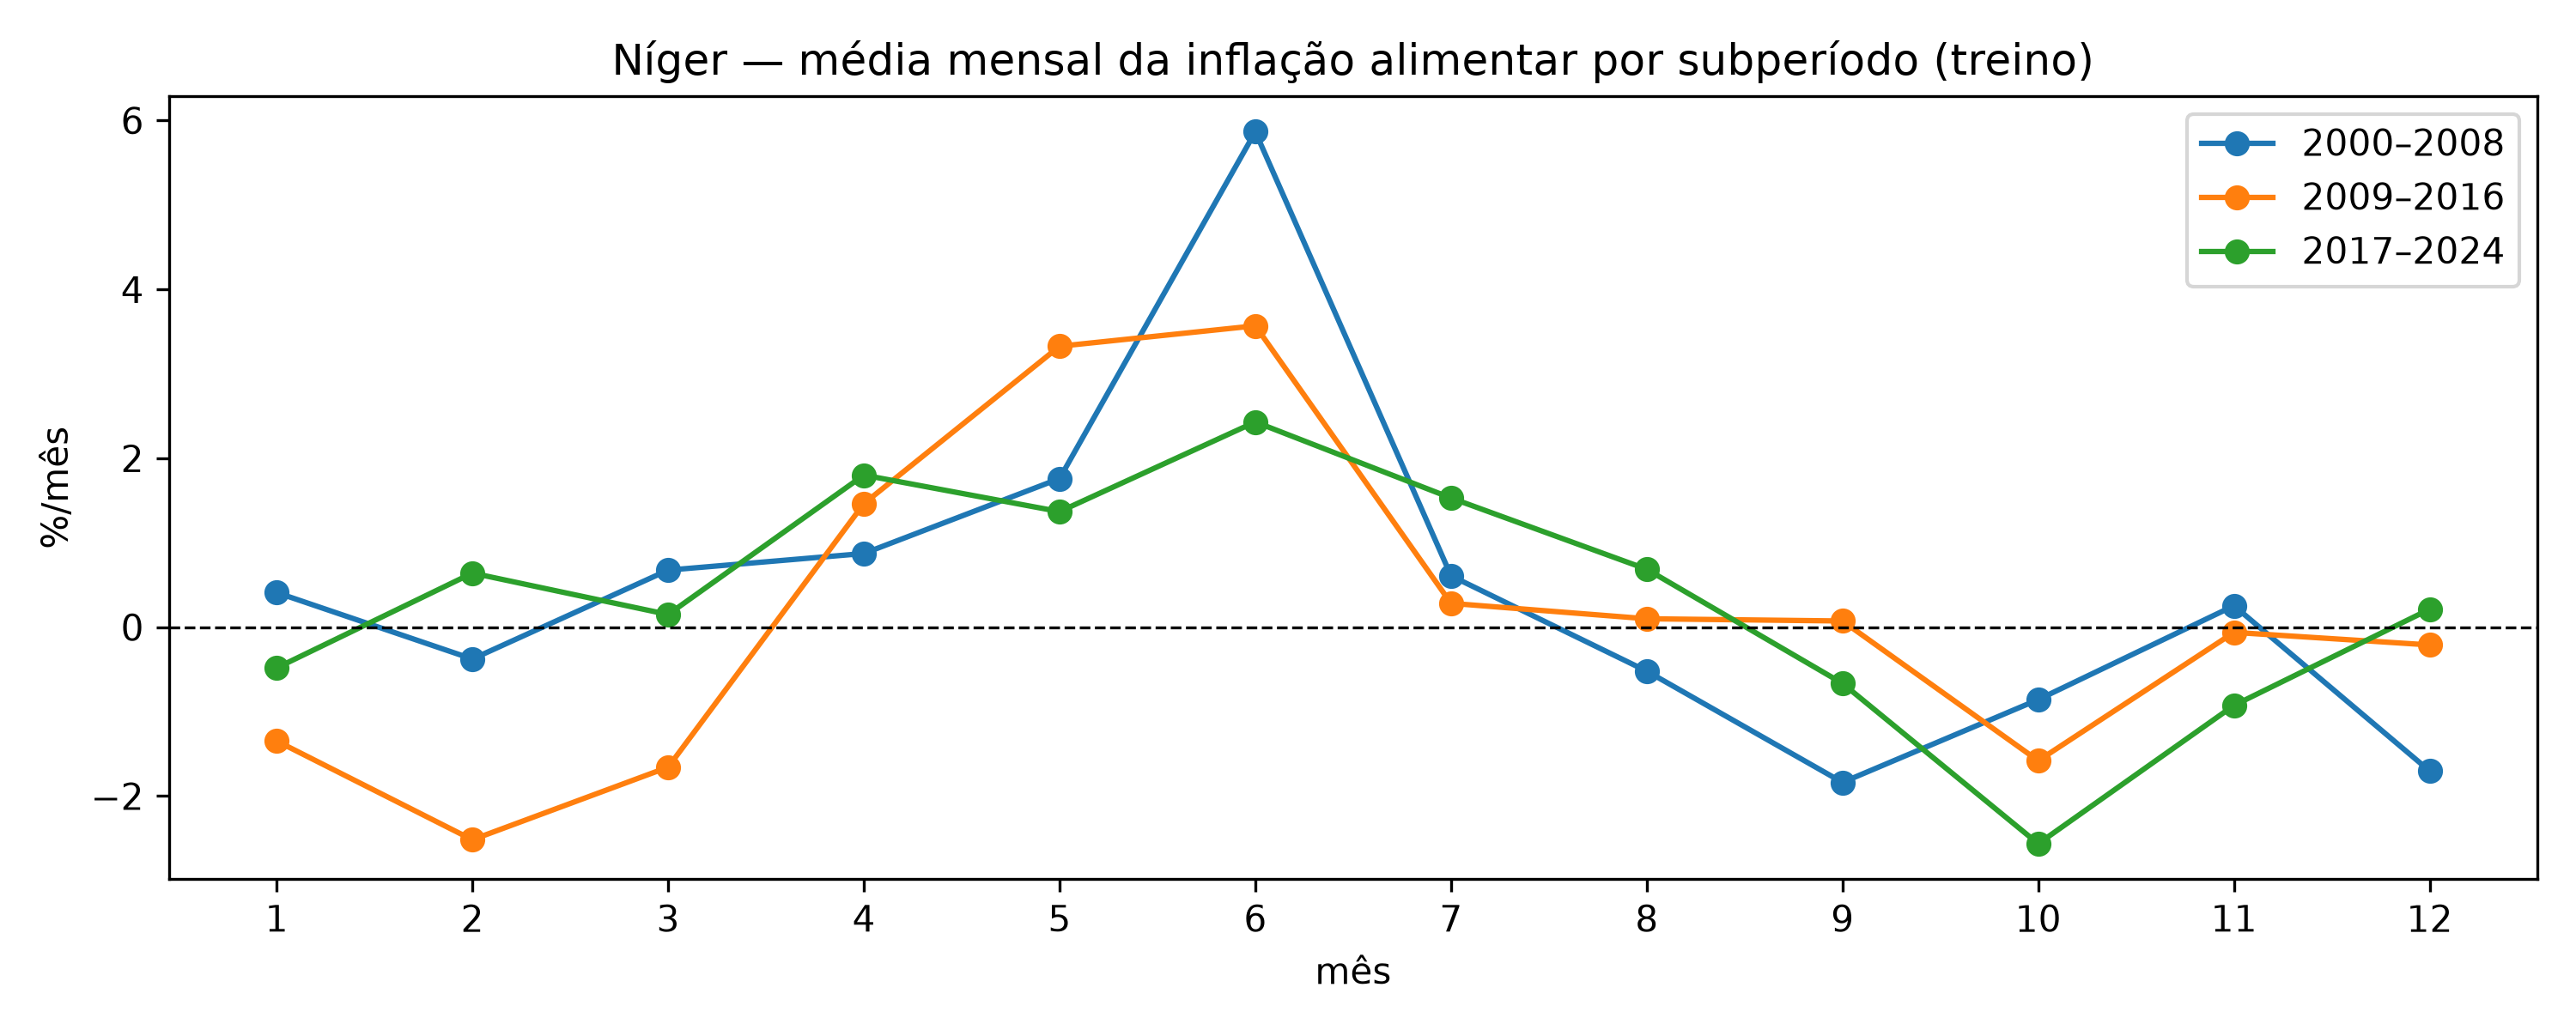 Níger — média mensal da inflação alimentar por subperíodo (treino)
2000–2008
2009–2016
2017–2024
%/mês
6
4
2
0
−2
1 2 3 4 5 6 7 8 9 10 11 12
mês